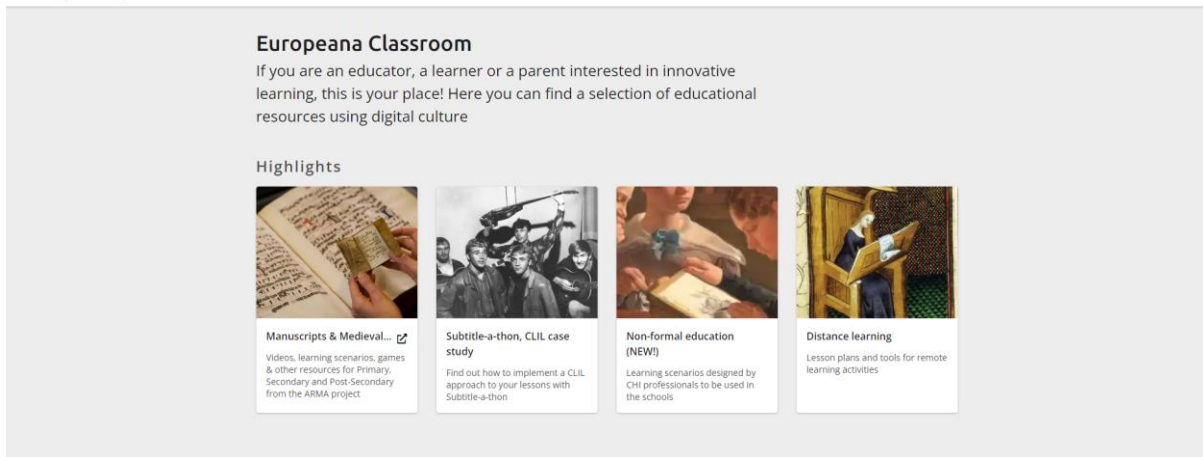 Europeana Classroom
If you are an educator, a learner or a parent interested in innovative
learning, this is your place! Here you can find a selection of educational
resources using digital culture
Highlights
Manuscripts & Medieval...
Videos, learning scenarios, games
& other resources for Primary,
Secondary and Post-Secondary
from the ARMA project
Subtitle-a-thon, CLIL case
study
Find out how to implement a CLIL
approach to your lessons with
Subtitle-a-thon
Non-formal education
(NEW!)
Learning scenarios designed by
CHI professionals to be used in
the schools
Distance learning
Lesson plans and tools for remote
learning activities